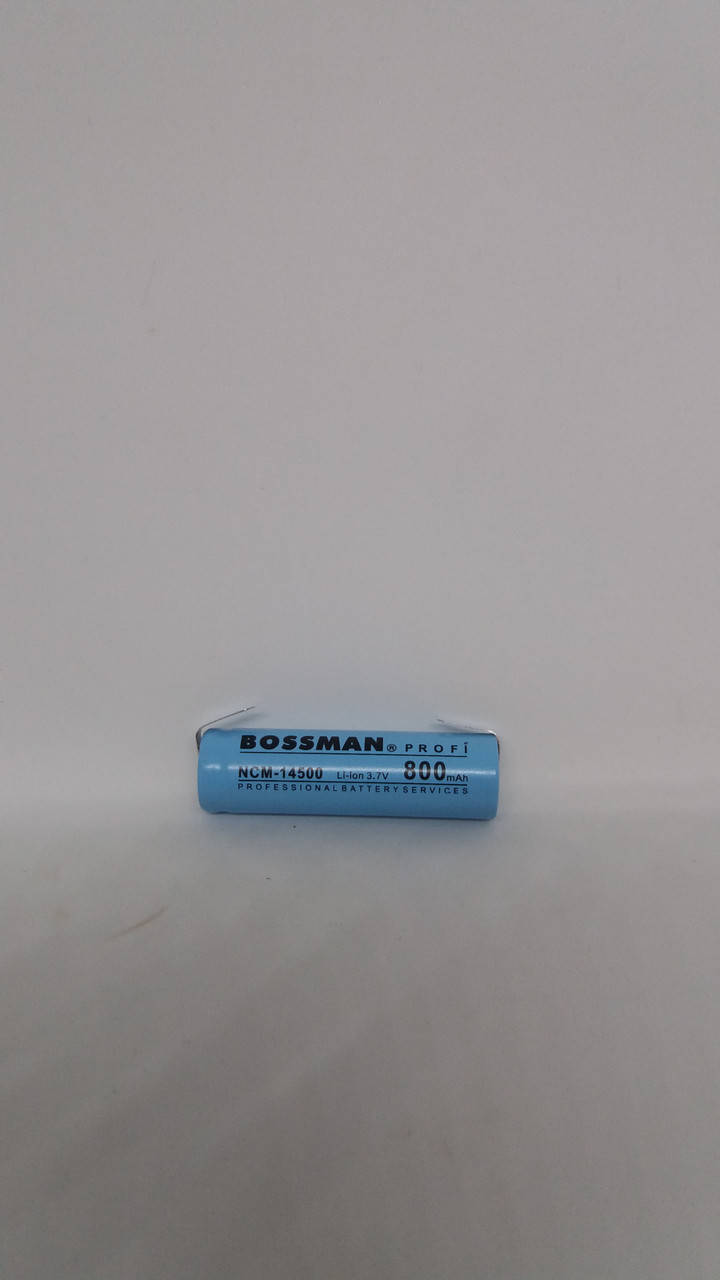 BOSSMAN® PROFi
NCM-14500 Li-ion 3.7V 800mAh
PROFESSIONAL BATTERY SERVICES